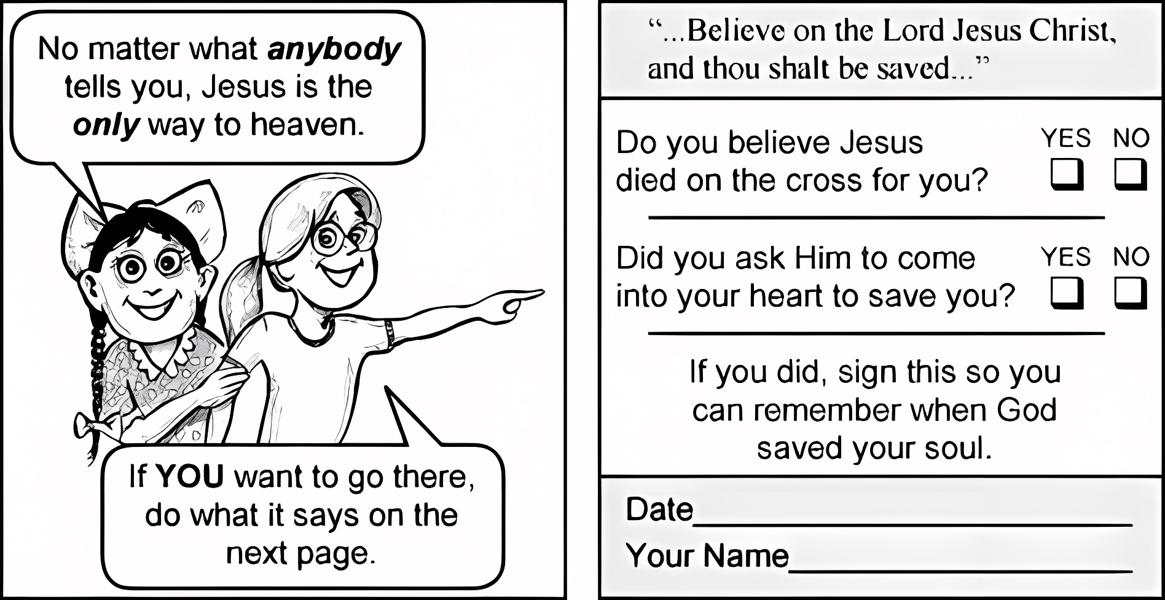 No matter what anybody
tells you, Jesus is the
only way to heaven.
If YOU want to go there,
do what it says on the
next page.
“...Believe on the Lord Jesus Christ,
and thou shalt be saved...”
Do you believe Jesus
died on the cross for you?
YES NO
Did you ask Him to come
into your heart to save you?
YES NO
If you did, sign this so you
can remember when God
saved your soul.
Date
Your Name